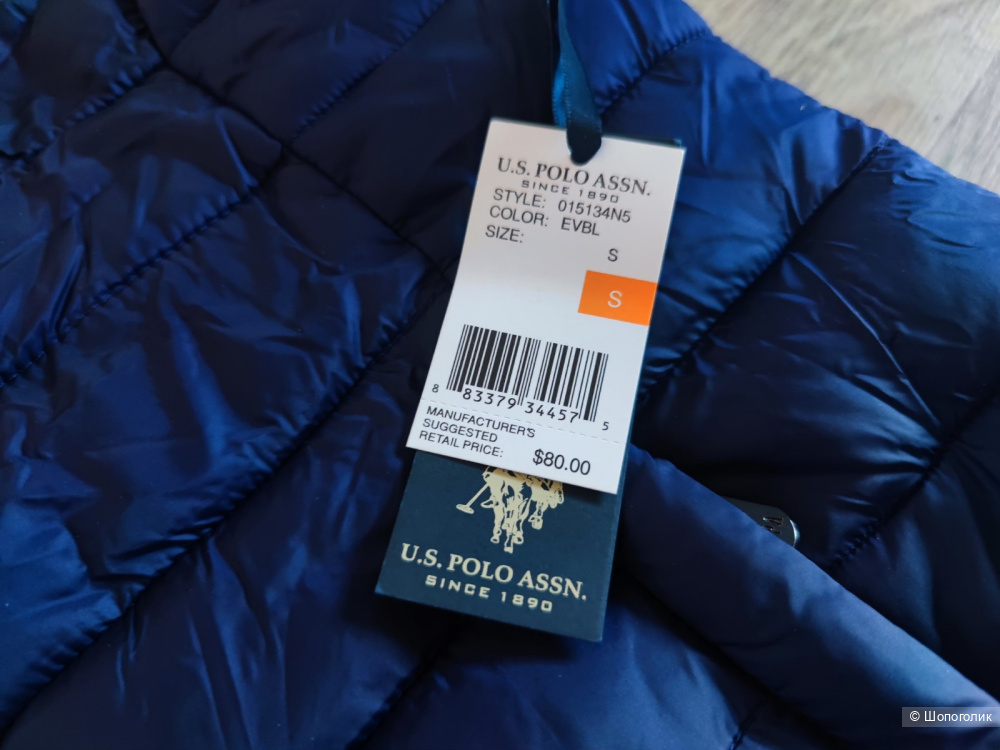 U.S. POLO ASSN.
SINCE 1890
STYLE: 015134N5
COLOR: EVBL
SIZE:
S
S
8 83379 34457 5
MANUFACTURER'S
SUGGESTED
RETAIL PRICE: $80.00
U.S. POLO ASSN.
SINCE 1890
© Шопоголик